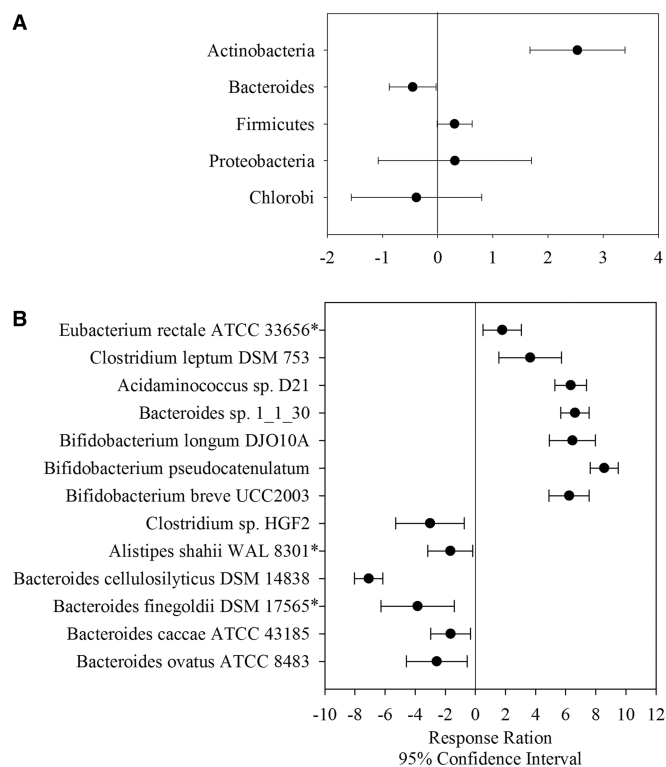 A
Actinobacteria
Bacteroides
Firmicutes
Proteobacteria
Chlorobi
-2 -1 0 1 2 3 4
B
Eubacterium rectale ATCC 33656*
Clostridium leptum DSM 753
Acidaminococcus sp. D21
Bacteroides sp. 1_1_30
Bifidobacterium longum DJO10A
Bifidobacterium pseudocatenulatum
Bifidobacterium breve UCC2003
Clostridium sp. HGF2
Alistipes shahii WAL 8301*
Bacteroides cellulosilyticus DSM 14838
Bacteroides finegoldii DSM 17565*
Bacteroides caccae ATCC 43185
Bacteroides ovatus ATCC 8483
-10 -8 -6 -4 -2 0 2 4 6 8 10 12
Response Ration
95% Confidence Interval